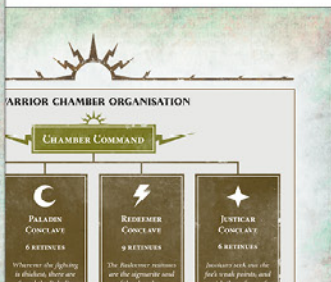 WARRIOR CHAMBER ORGANISATION
CHAMBER COMMAND
PALADIN
CONCLAVE
6 RETINUES
Wherever the fighting
is thickest, there are
REDEEMER
CONCLAVE
9 RETINUES
The Redeemer retinues
are the signature soul
JUSTICAR
CONCLAVE
6 RETINUES
Justicars seek out the
foe's weak points, and